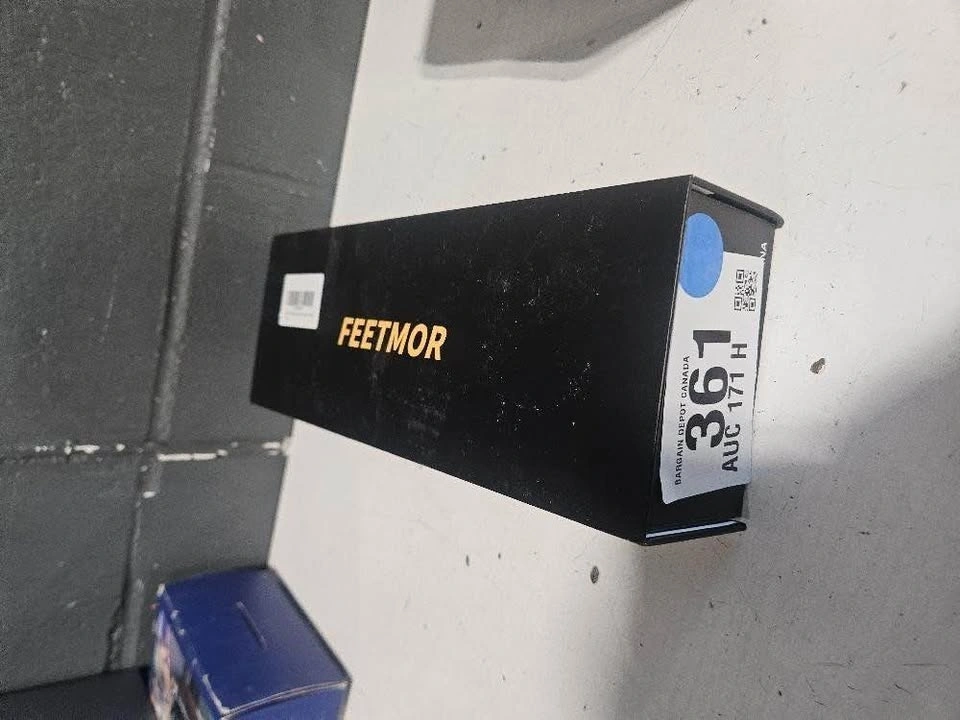 FEETMOR
BARGAIN DEPOT CANADA
361
AUC 171 H